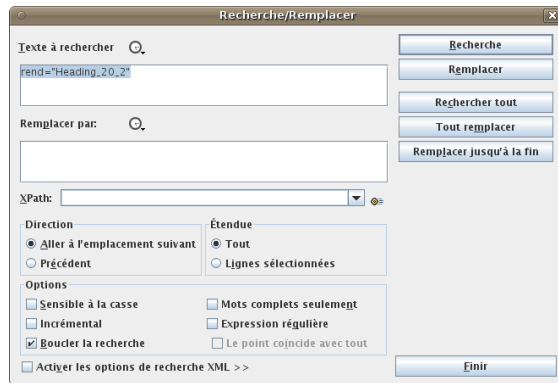 Recherche/Remplacer
Texte à rechercher
rend="Heading_20_2"
Remplacer par:
XPath:
Direction
Aller à l'emplacement suivant
Précédent
Étendue
Tout
Lignes sélectionnées
Options
Sensible à la casse
Mots complets seulement
Incrémental
Expression régulière
Boucler la recherche
Le point coïncide avec tout
Activer les options de recherche XML >>
Recherche
Remplacer
Rechercher tout
Tout remplacer
Remplacer jusqu'à la fin
Finir